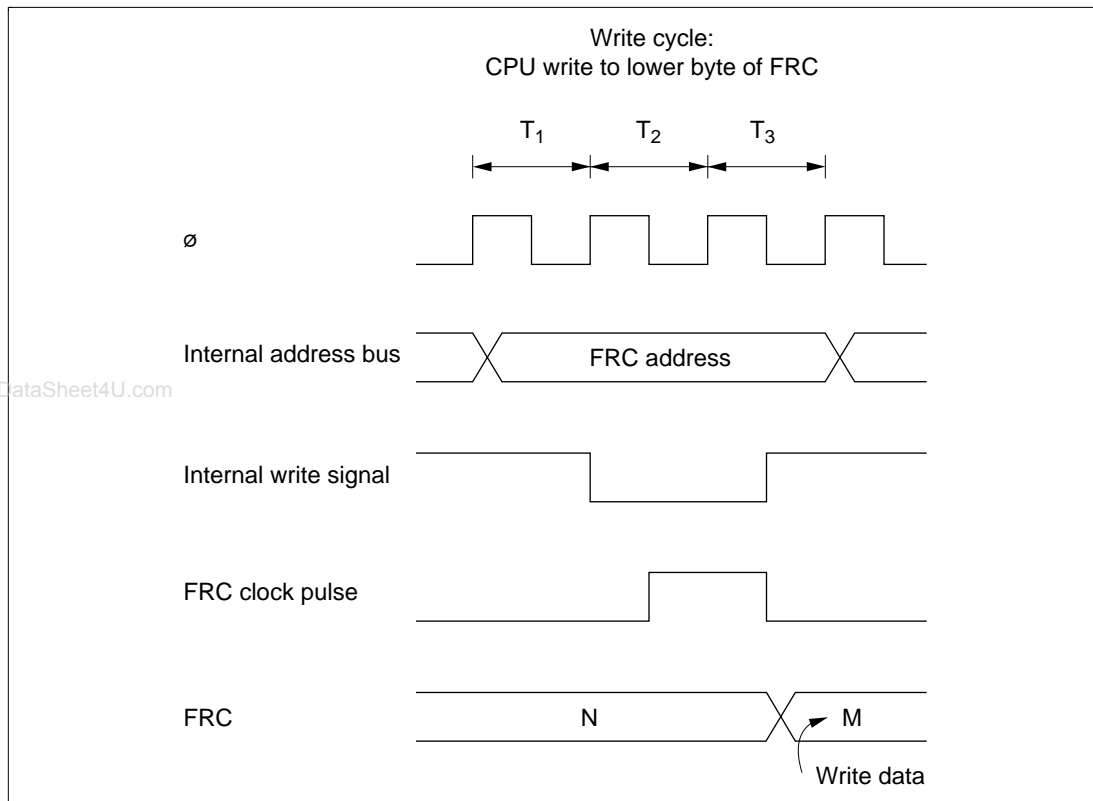 Write cycle:
CPU write to lower byte of FRC
T1 T2 T3
ø
Internal address bus
FRC address
DataSheet4U.com
Internal write signal
FRC clock pulse
FRC
N
M
Write data